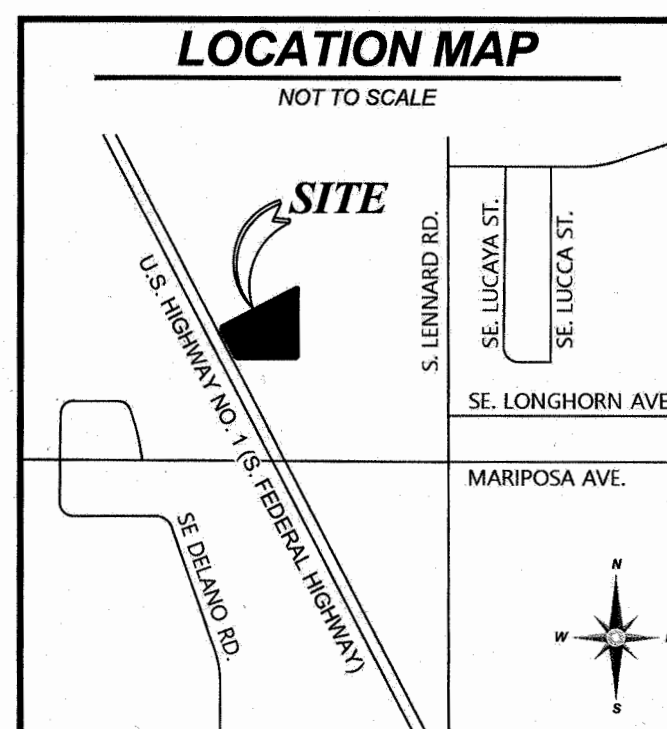 LOCATION MAP
NOT TO SCALE
SITE
U.S. HIGHWAY NO. 1 (S. FEDERAL HIGHWAY)
S. LENNARD RD.
SE. LUCAYA ST.
SE. LUCCA ST.
SE. LONGHORN AVE
MARIPOSA AVE.
SE DELANO RD.
N
W
S